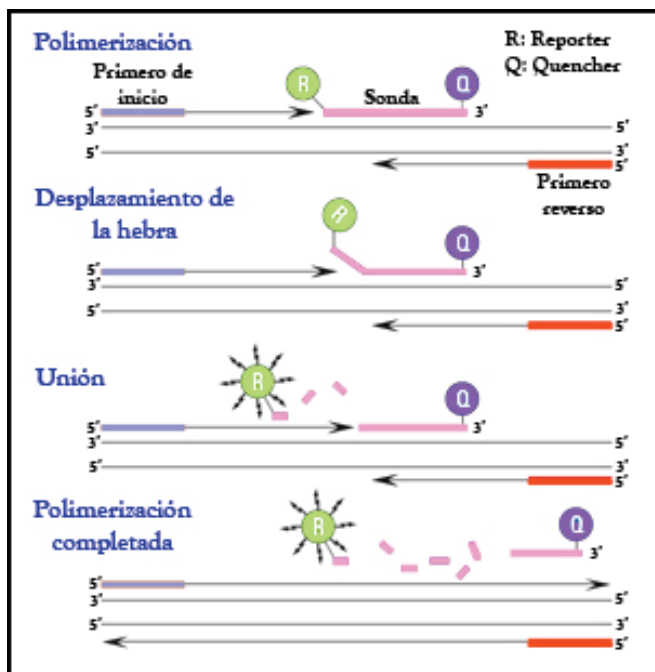 Polimerización
R: Reporter
Q: Quencher
Primero de
inicio
R
Sonda
Q
5´
3´
3´
5´
5´
3´
5´
Primero
reverso
Desplazamiento de
la hebra
R
Q
5´
3´
3´
5´
5´
3´
5´
Unión
R
Q
5´
3´
3´
5´
5´
3´
5´
Polimerización
completada
R
Q
3´
5´
3´
5´
5´
3´
5´